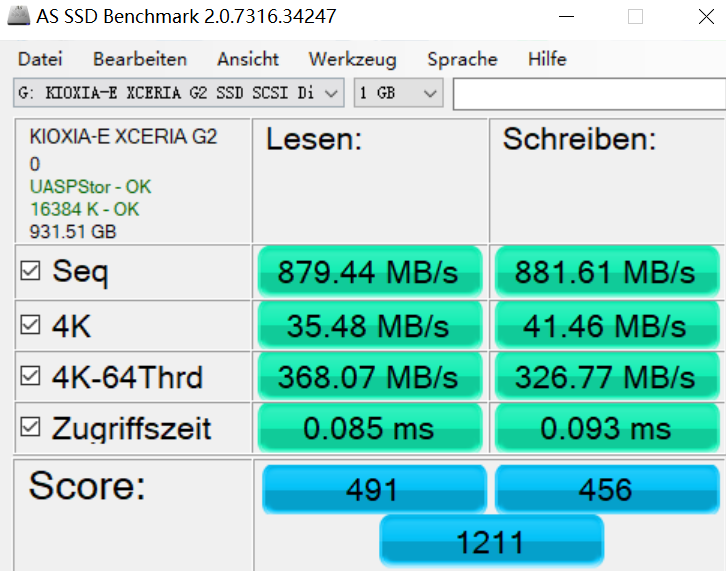 AS SSD Benchmark 2.0.7316.34247
Datei Bearbeiten Ansicht Werkzeug Sprache Hilfe
G: KIOXIA-E XCERIA G2 SSD SCSI Di 1 GB
KIOXIA-E XCERIA G2 Lesen: Schreiben:
0
UASPStor - OK
16384 K - OK
931.51 GB
Seq 879.44 MB/s 881.61 MB/s
4K 35.48 MB/s 41.46 MB/s
4K-64Thrd 368.07 MB/s 326.77 MB/s
Zugriffszeit 0.085 ms 0.093 ms
Score: 491 456
1211